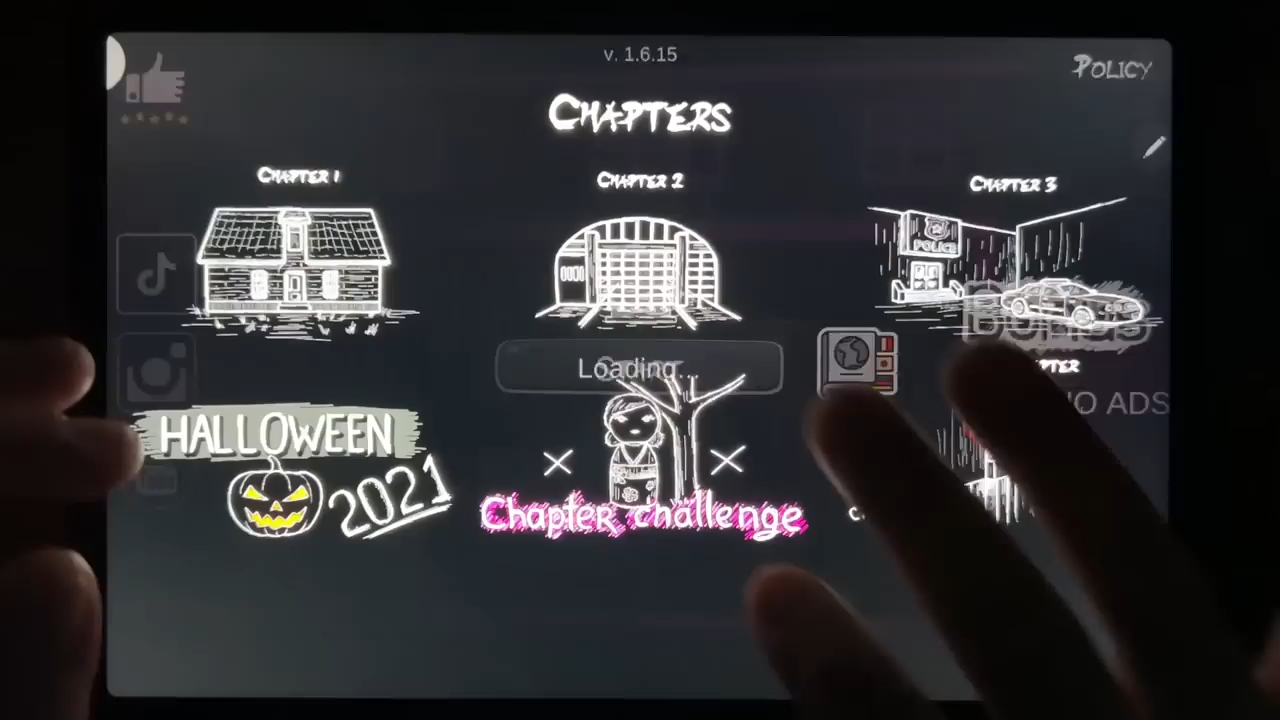 v. 1.6.15
POLICY
CHAPTERS
CHAPTER 1
CHAPTER 2
CHAPTER 3
POLICE
BONUS
Loading...
NO ADS
HALLOWEEN
2021
Chapter challenge